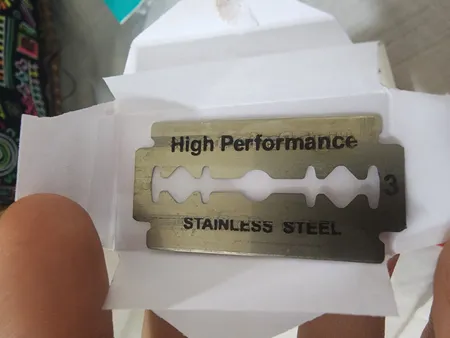 High Performance
3
STAINLESS STEEL